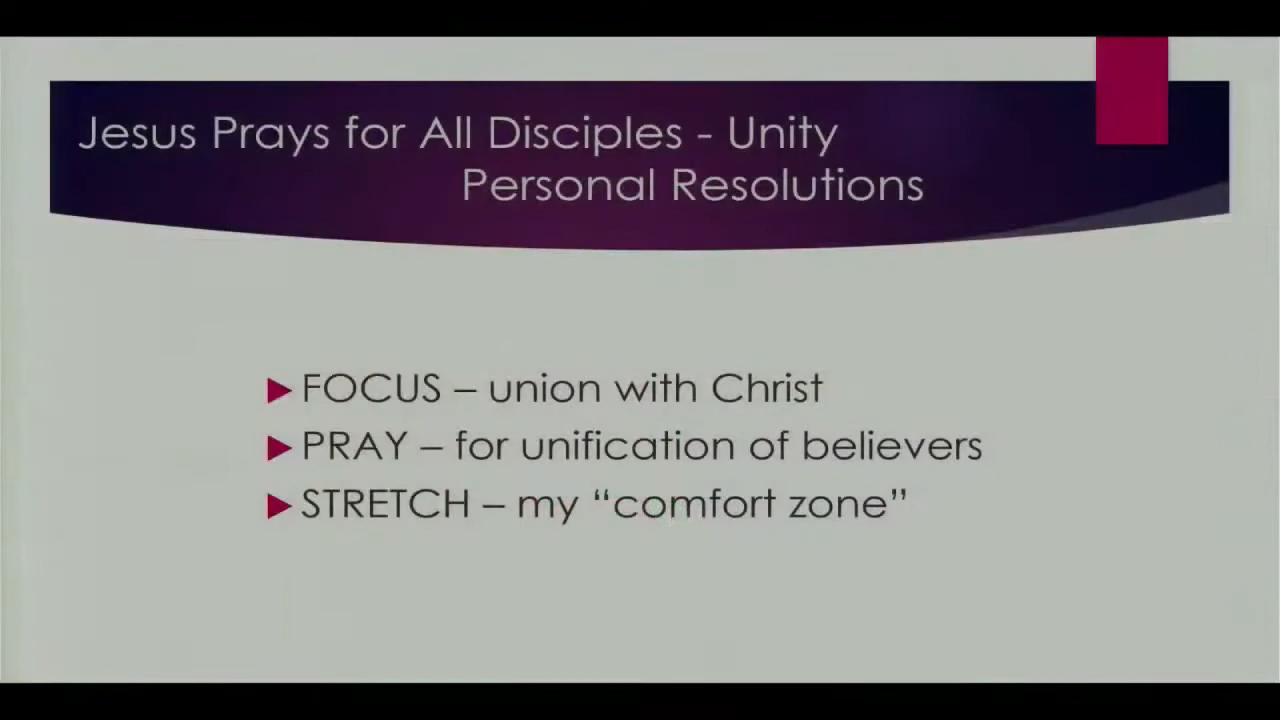 Jesus Prays for All Disciples - Unity
Personal Resolutions
FOCUS – union with Christ
PRAY – for unification of believers
STRETCH – my “comfort zone”